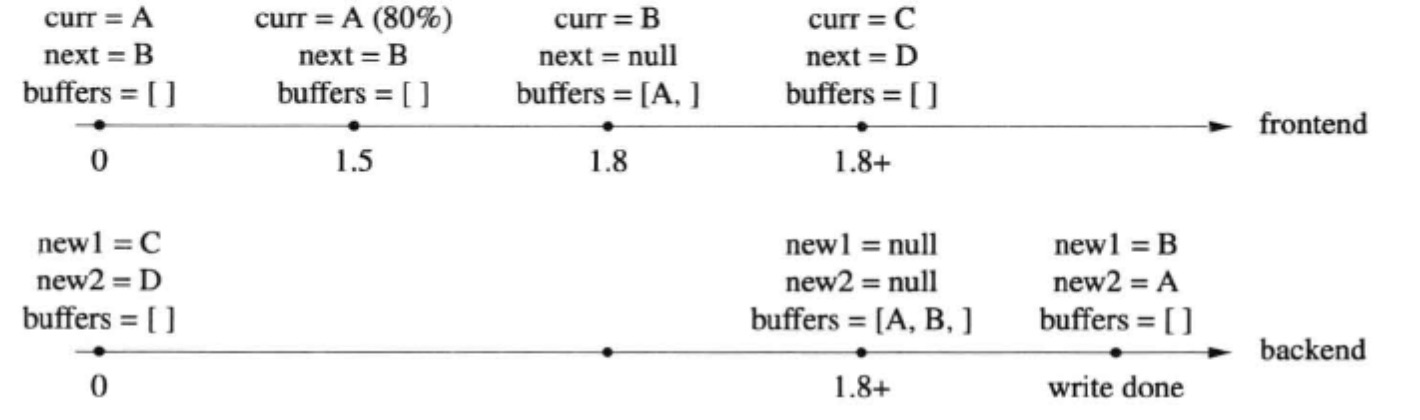 curr = A curr = A (80%) curr = B curr = C
next = B next = B next = null next = D
buffers = [ ] buffers = [ ] buffers = [A, ] buffers = [ ]
frontend
0 1.5 1.8 1.8+
new1 = C new1 = null new1 = B
new2 = D new2 = null new2 = A
buffers = [ ] buffers = [A, B, ] buffers = [ ]
backend
0 1.8+ write done